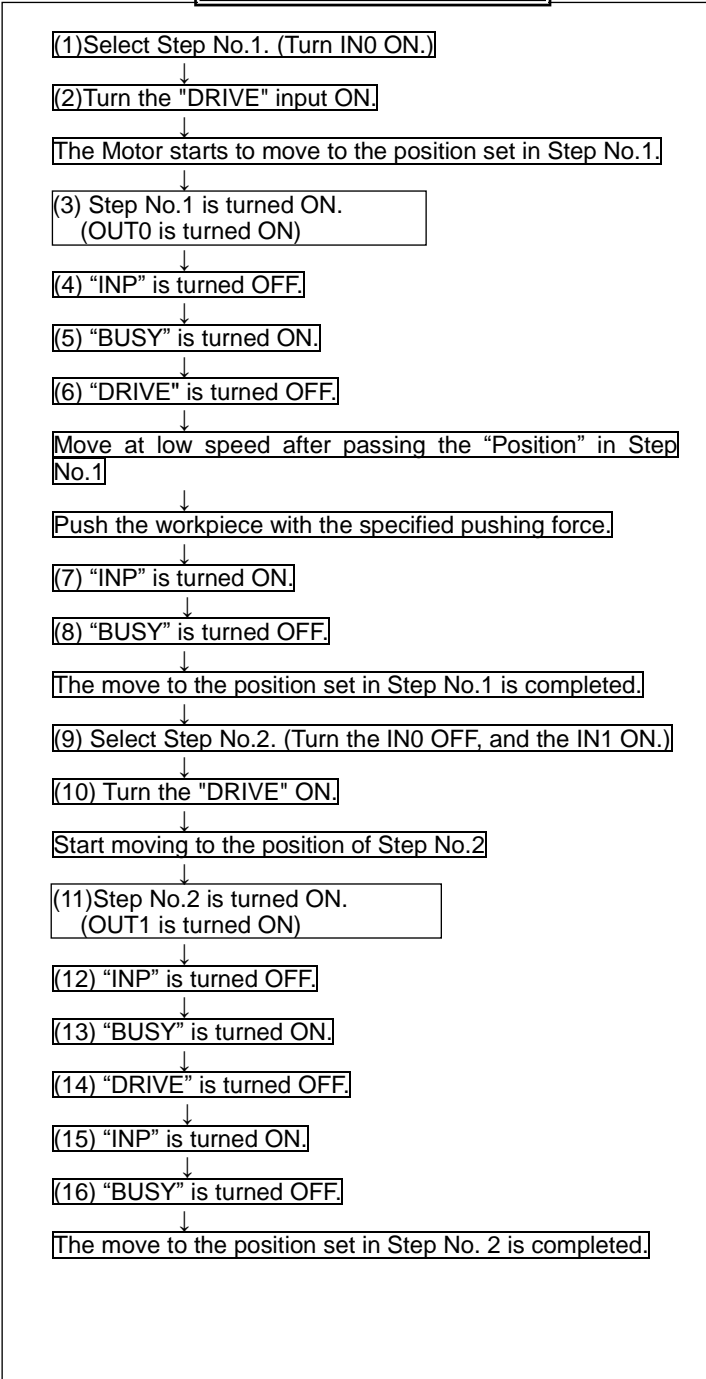 (1)Select Step No.1. (Turn IN0 ON.)
↓
(2)Turn the "DRIVE" input ON.
↓
The Motor starts to move to the position set in Step No.1.
↓
(3) Step No.1 is turned ON.
(OUT0 is turned ON)
↓
(4) “INP” is turned OFF.
↓
(5) “BUSY” is turned ON.
↓
(6) “DRIVE" is turned OFF.
↓
Move at low speed after passing the “Position” in Step
No.1
↓
Push the workpiece with the specified pushing force.
↓
(7) “INP” is turned ON.
↓
(8) “BUSY” is turned OFF.
↓
The move to the position set in Step No.1 is completed.
↓
(9) Select Step No.2. (Turn the IN0 OFF, and the IN1 ON.)
↓
(10) Turn the "DRIVE" ON.
↓
Start moving to the position of Step No.2
↓
(11)Step No.2 is turned ON.
(OUT1 is turned ON)
↓
(12) “INP” is turned OFF.
↓
(13) “BUSY” is turned ON.
↓
(14) “DRIVE” is turned OFF.
↓
(15) “INP” is turned ON.
↓
(16) “BUSY” is turned OFF.
↓
The move to the position set in Step No. 2 is completed.